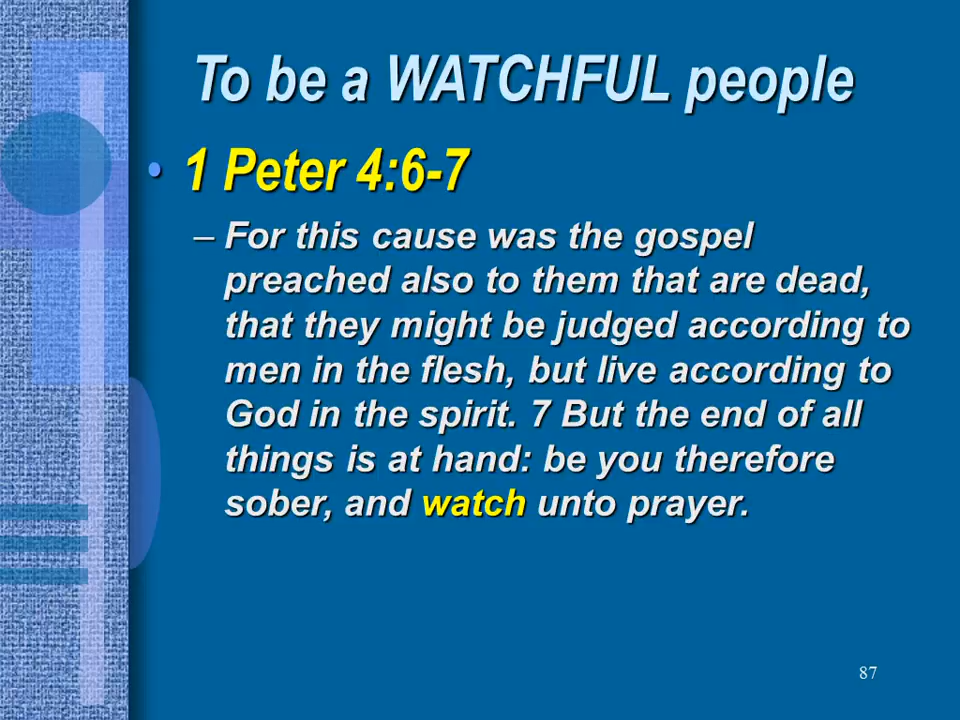 To be a WATCHFUL people
• 1 Peter 4:6-7
– For this cause was the gospel
preached also to them that are dead,
that they might be judged according to
men in the flesh, but live according to
God in the spirit. 7 But the end of all
things is at hand: be you therefore
sober, and watch unto prayer.
87